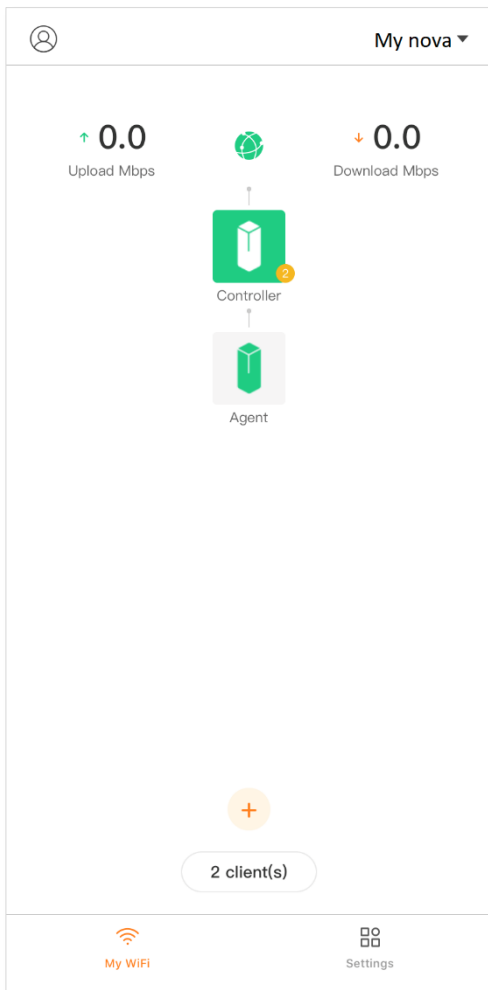 My nova
0.0
Upload Mbps
0.0
Download Mbps
2
Controller
Agent
+
2 client(s)
My WiFi
Settings